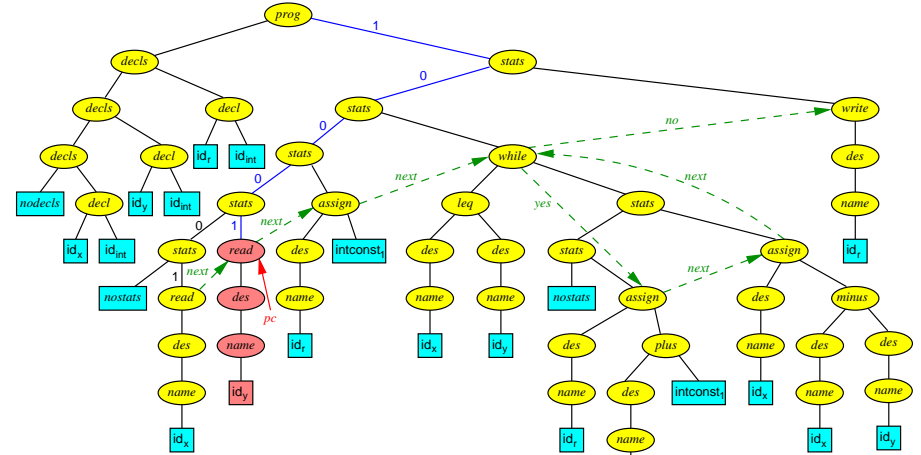 prog
1
decls
stats
0
decls
decl
stats
write
no
0
decls
decl
id_r
id_int
stats
while
des
next
0
nodecls
decl
id_y
id_int
stats
assign
leq
yes
stats
next
name
0
1
next
id_x
id_int
stats
read
des
intconst_1
des
des
stats
assign
id_r
1
next
next
nostats
read
des
name
name
name
nostats
assign
des
minus
pc
des
name
id_r
id_x
id_y
des
plus
name
des
des
name
id_y
name
des
intconst_1
id_x
name
name
id_x
id_r
name
id_x
id_y